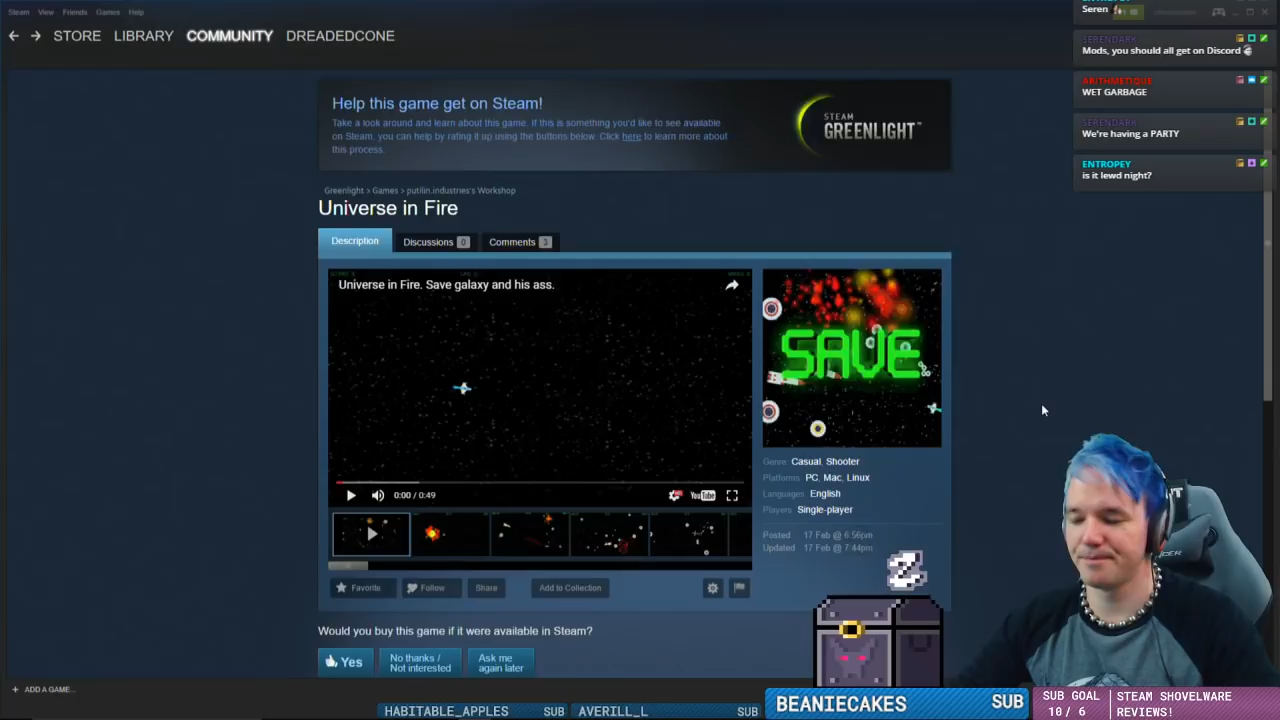 Steam View Friends Games Help
STORE LIBRARY COMMUNITY DREADEDCONE
Help this game get on Steam!
Take a look around and learn about this game. If this is something you'd like to see available
on Steam, you can help by rating it up using the buttons below. Click here to learn more about
this process.
STEAM
GREENLIGHT
Greenlight > Games > putilin.industries's Workshop
Universe in Fire
Description Discussions 0 Comments 3
Universe in Fire. Save galaxy and his ass.
0:00 / 0:49
YouTube
SAVE
Genre: Casual, Shooter
Platforms: PC, Mac, Linux
Languages: English
Players: Single-player
Posted 17 Feb @ 6:56pm
Updated 17 Feb @ 7:44pm
Favorite Follow Share Add to Collection
Would you buy this game if it were available in Steam?
Yes
No thanks /
Not interested
Ask me
again later
+ ADD A GAME...
Seren
SERENDARK
Mods, you should all get on Discord
ARITHMETIQUE
WET GARBAGE
SERENDARK
We're having a PARTY
ENTROPEY
is it lewd night?
HABITABLE_APPLES SUB AVERILL_L SUB
BEANIECAKES SUB
SUB GOAL
10 / 6
STEAM SHOVELWARE
REVIEWS!